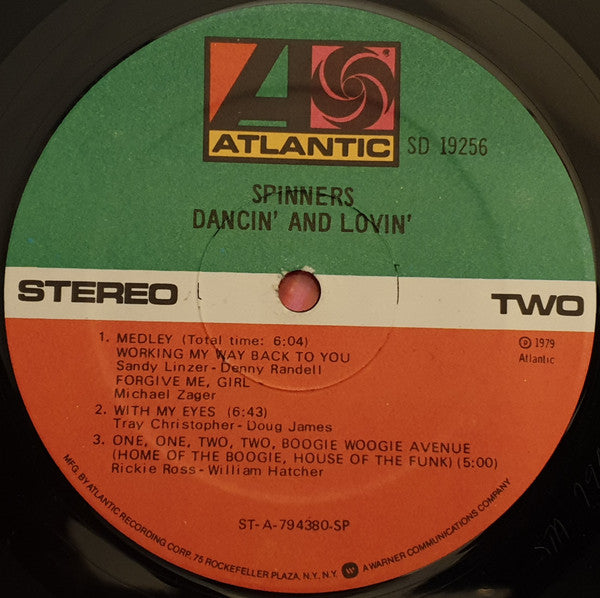 ATLANTIC
SD 19256
SPINNERS
DANCIN' AND LOVIN'
STEREO
TWO
℗ 1979
Atlantic
1. MEDLEY (Total time: 6:04)
WORKING MY WAY BACK TO YOU
Sandy Linzer - Denny Randell
FORGIVE ME, GIRL
Michael Zager
2. WITH MY EYES (6:43)
Tray Christopher - Doug James
3. ONE, ONE, TWO, TWO, BOOGIE WOOGIE AVENUE
(HOME OF THE BOOGIE, HOUSE OF THE FUNK) (5:00)
Rickie Ross - William Hatcher
ST-A-794380-SP
MFG. BY ATLANTIC RECORDING CORP. 75 ROCKEFELLER PLAZA, N.Y., N.Y. A WARNER COMMUNICATIONS COMPANY